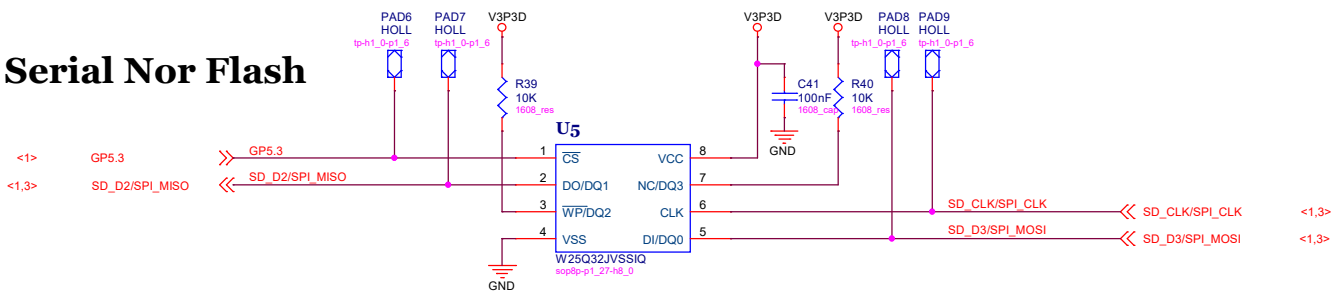 PAD6 PAD7 V3P3D V3P3D V3P3D PAD8 PAD9
HOLL HOLL HOLL HOLL
tp-h1_0-p1_6 tp-h1_0-p1_6 tp-h1_0-p1_6 tp-h1_0-p1_6
Serial Nor Flash
R39 C41 R40
10K 100nF 10K
1608_res 1608_cap 1608_res
U5
GND
<1> GP5.3 GP5.3 1 CS VCC 8
<1,3> SD_D2/SPI_MISO SD_D2/SPI_MISO 2 DO/DQ1 NC/DQ3 7
3 WP/DQ2 CLK 6 SD_CLK/SPI_CLK SD_CLK/SPI_CLK <1,3>
4 VSS DI/DQ0 5 SD_D3/SPI_MOSI SD_D3/SPI_MOSI <1,3>
W25Q32JVSSIQ
sop8p-p1_27-h8_0
GND